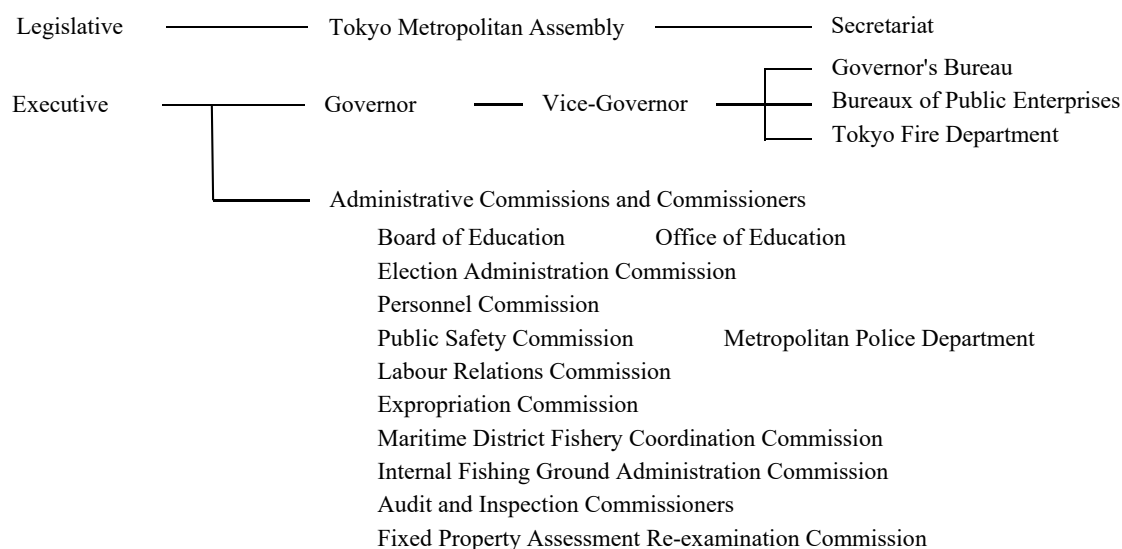 Legislative Tokyo Metropolitan Assembly Secretariat
Governor's Bureau
Executive Governor Vice-Governor Bureaux of Public Enterprises
Tokyo Fire Department
Administrative Commissions and Commissioners
Board of Education Office of Education
Election Administration Commission
Personnel Commission
Public Safety Commission Metropolitan Police Department
Labour Relations Commission
Expropriation Commission
Maritime District Fishery Coordination Commission
Internal Fishing Ground Administration Commission
Audit and Inspection Commissioners
Fixed Property Assessment Re-examination Commission